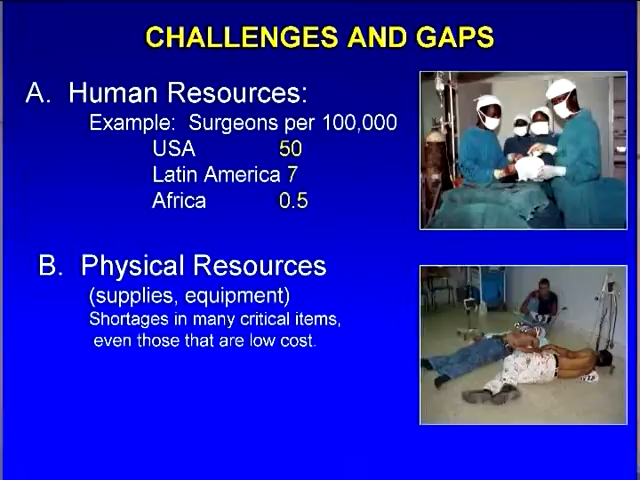 CHALLENGES AND GAPS
A. Human Resources:
Example: Surgeons per 100,000
USA 50
Latin America 7
Africa 0.5
B. Physical Resources
(supplies, equipment)
Shortages in many critical items,
even those that are low cost.